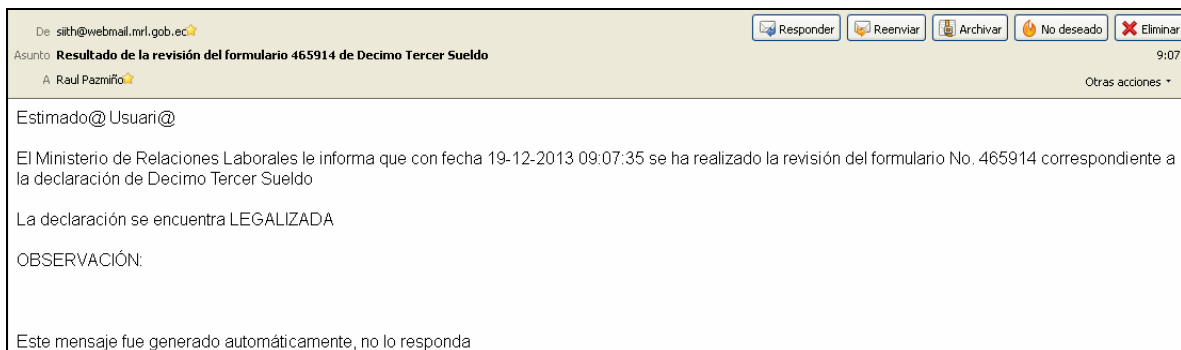 De siith@webmail.mrl.gob.ec
Responder Reenviar Archivar No deseado Eliminar
Asunto Resultado de la revisión del formulario 465914 de Decimo Tercer Sueldo 9:07
A Raul Pazmiño Otras acciones
Estimado@ Usuari@
El Ministerio de Relaciones Laborales le informa que con fecha 19-12-2013 09:07:35 se ha realizado la revisión del formulario No. 465914 correspondiente a
la declaración de Decimo Tercer Sueldo
La declaración se encuentra LEGALIZADA
OBSERVACIÓN:
Este mensaje fue generado automáticamente, no lo responda